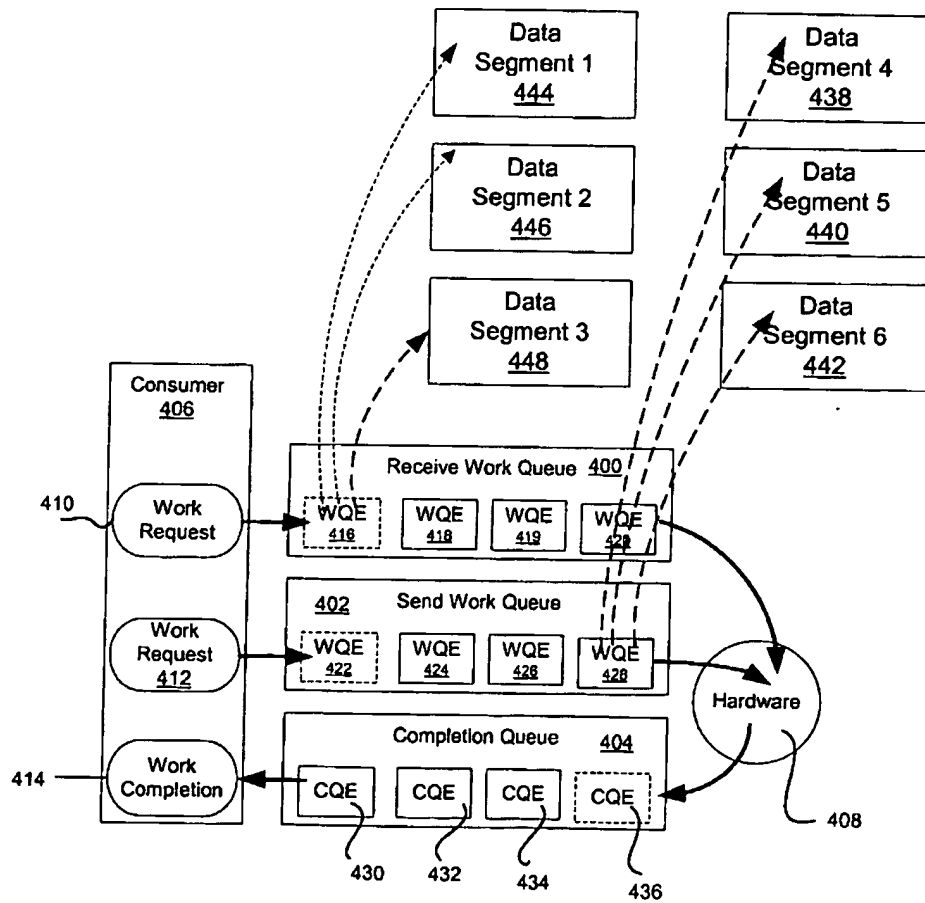 Data
Segment 1
444
Data
Segment 4
438
Data
Segment 2
446
Data
Segment 5
440
Data
Segment 3
448
Data
Segment 6
442
Consumer
406
410
Work
Request
Receive Work Queue 400
WQE
416
WQE
418
WQE
419
WQE
Work
Request
412
402 Send Work Queue
WQE
422
WQE
424
WQE
426
WQE
428
Hardware
408
414
Work
Completion
Completion Queue 404
CQE
CQE
CQE
CQE
430
432
434
436